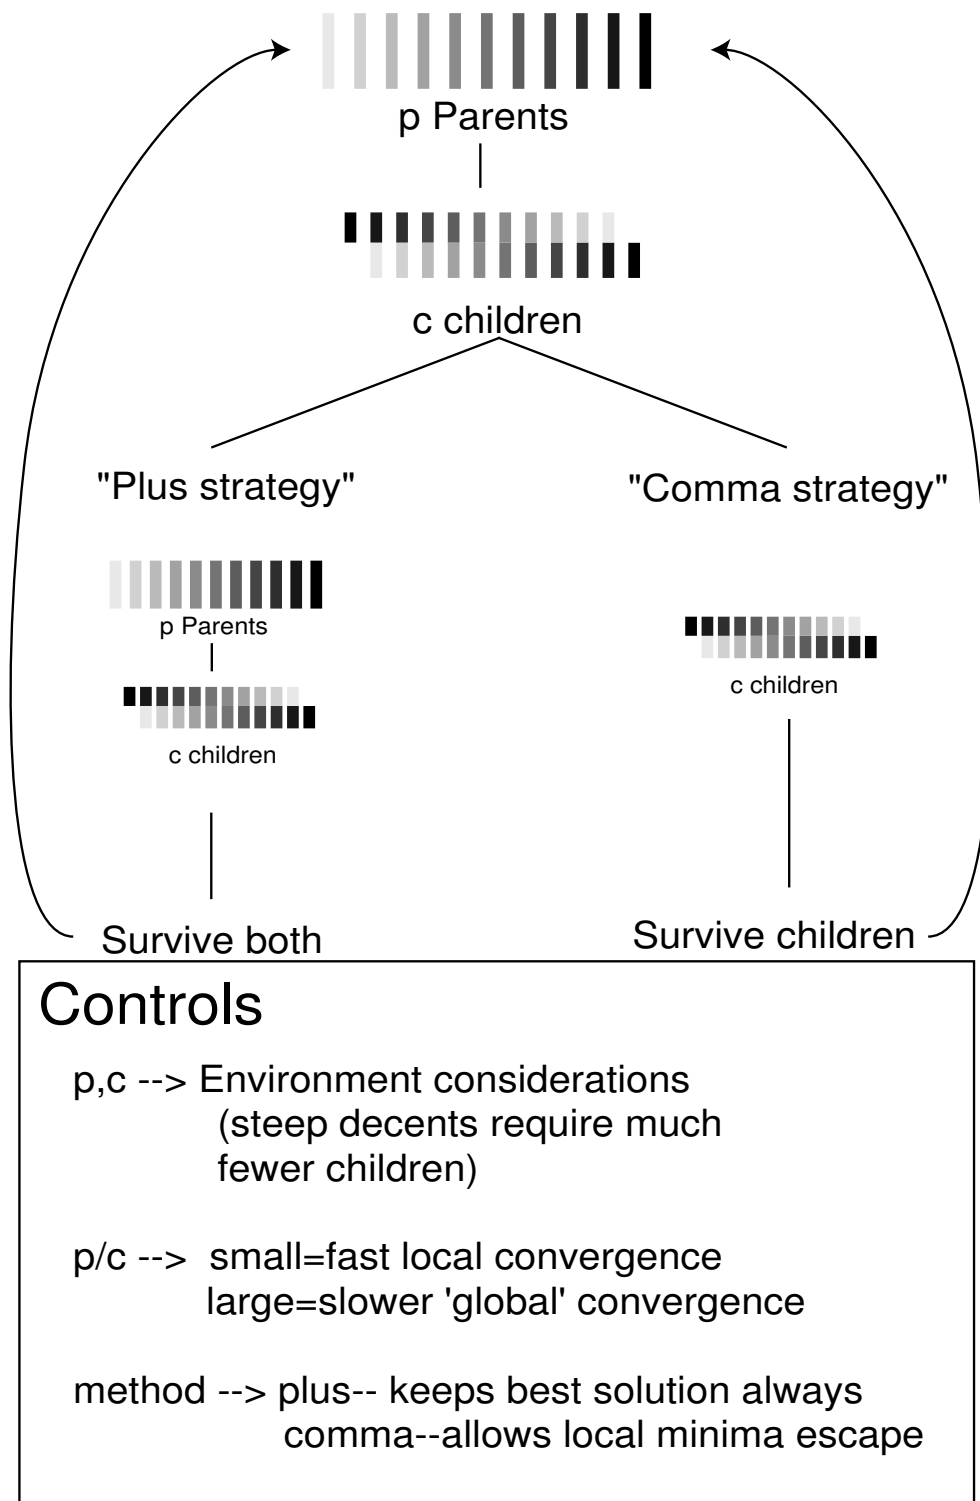 p Parents
c children
"Plus strategy"
"Comma strategy"
p Parents
c children
c children
Survive both
Survive children
Controls
p,c --> Environment considerations
(steep decents require much
fewer children)
p/c --> small=fast local convergence
large=slower 'global' convergence
method --> plus-- keeps best solution always
comma--allows local minima escape